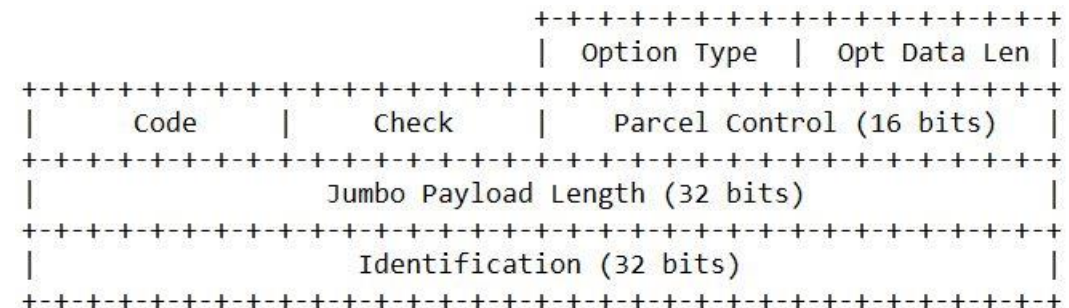 +-+-+-+-+-+-+-+-+-+-+-+-+-+-+-+-+
|  Option Type  |  Opt Data Len |
+-+-+-+-+-+-+-+-+-+-+-+-+-+-+-+-+-+-+-+-+-+-+-+-+-+-+-+-+-+-+-+-+
|      Code     |     Check     |    Parcel Control (16 bits)   |
+-+-+-+-+-+-+-+-+-+-+-+-+-+-+-+-+-+-+-+-+-+-+-+-+-+-+-+-+-+-+-+-+
|                  Jumbo Payload Length (32 bits)               |
+-+-+-+-+-+-+-+-+-+-+-+-+-+-+-+-+-+-+-+-+-+-+-+-+-+-+-+-+-+-+-+-+
|                    Identification (32 bits)                   |
+-+-+-+-+-+-+-+-+-+-+-+-+-+-+-+-+-+-+-+-+-+-+-+-+-+-+-+-+-+-+-+-+